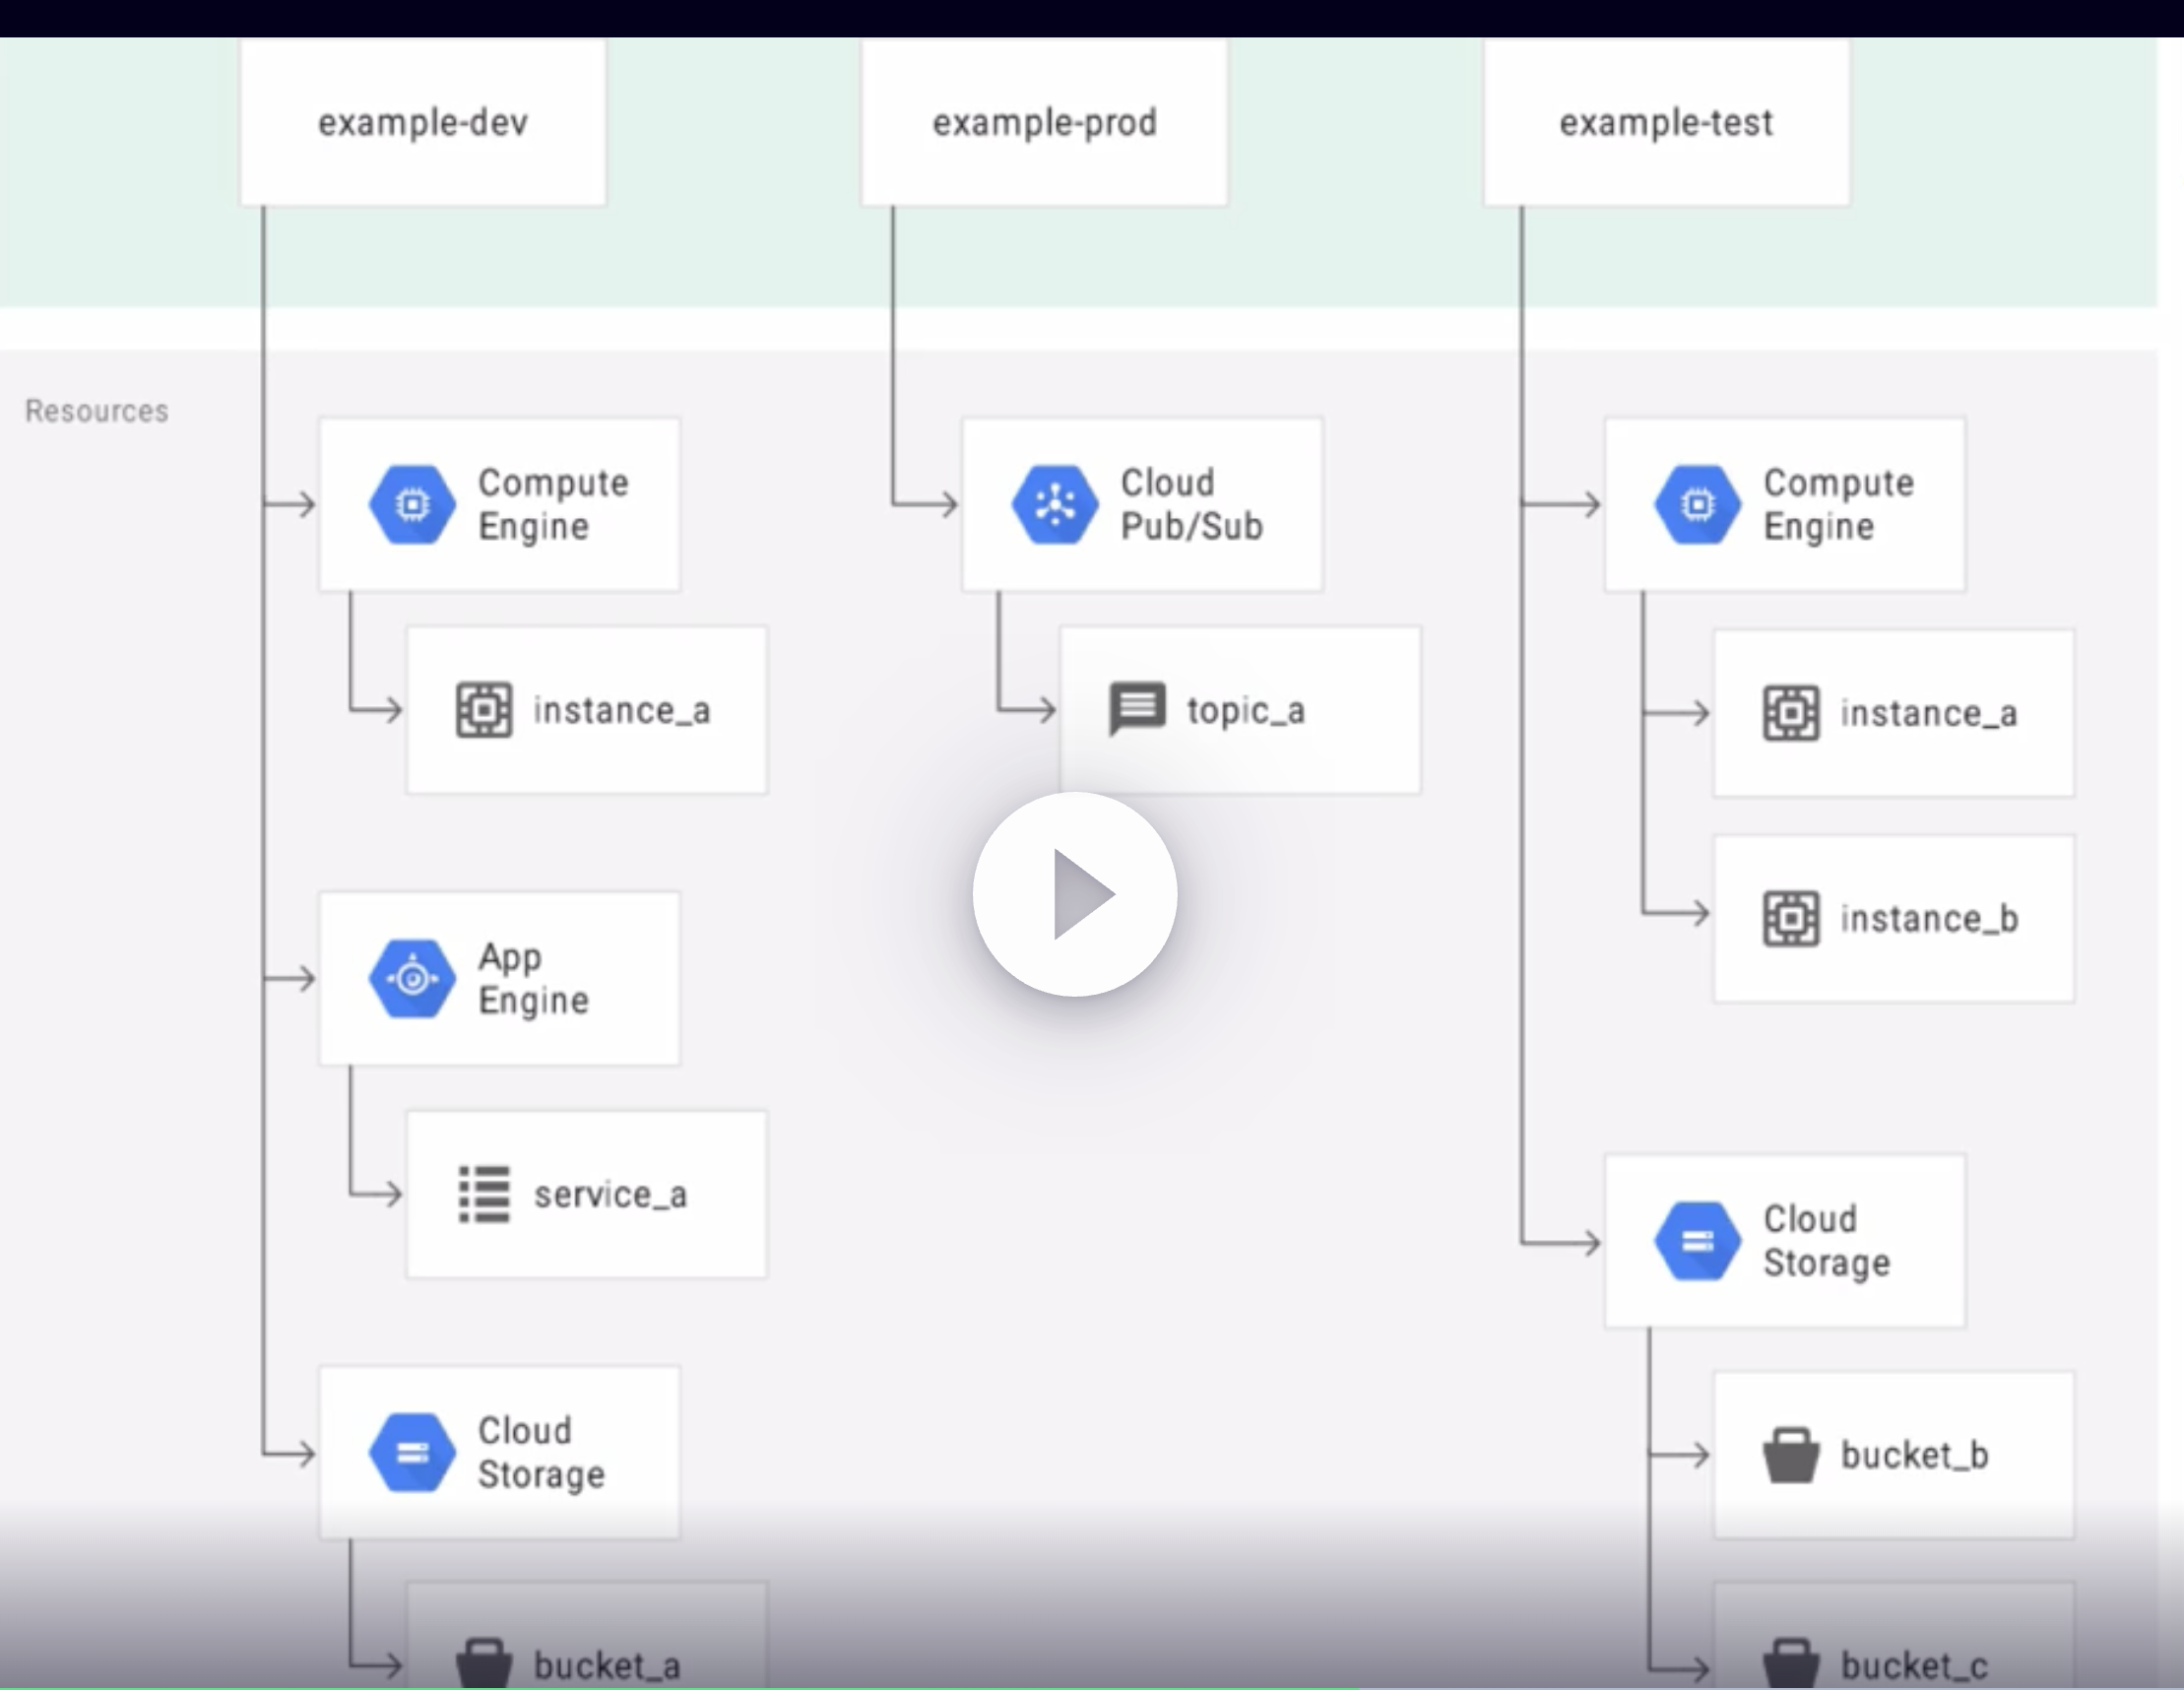 example-dev
example-prod
example-test
Resources
Compute
Engine
instance_a
App
Engine
service_a
Cloud
Storage
bucket_a
Cloud
Pub/Sub
topic_a
Compute
Engine
instance_a
instance_b
Cloud
Storage
bucket_b
bucket_c